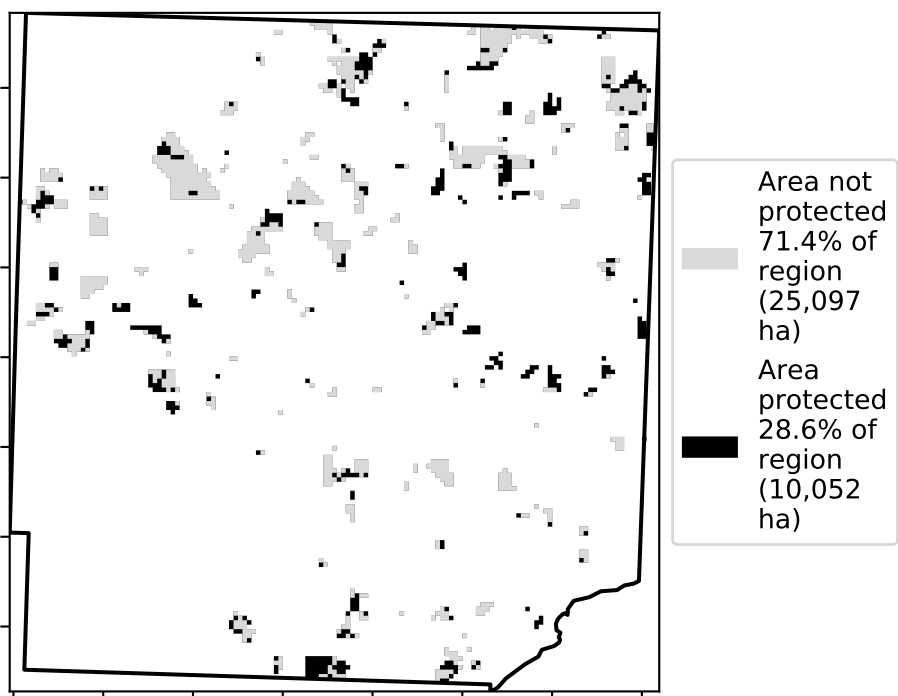 Area not
protected
71.4% of
region
(25,097
ha)
Area
protected
28.6% of
region
(10,052
ha)